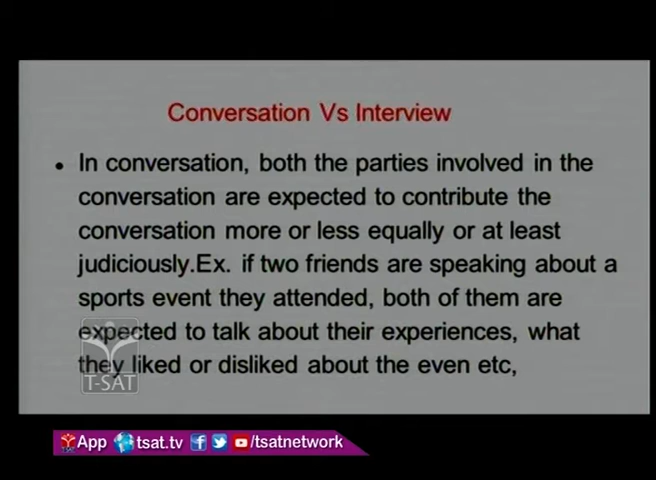 Conversation Vs Interview
• In conversation, both the parties involved in the
conversation are expected to contribute the
conversation more or less equally or at least
judiciously.Ex. if two friends are speaking about a
sports event they attended, both of them are
expected to talk about their experiences, what
they liked or disliked about the even etc,
T-SAT
App tsat.tv /tsatnetwork